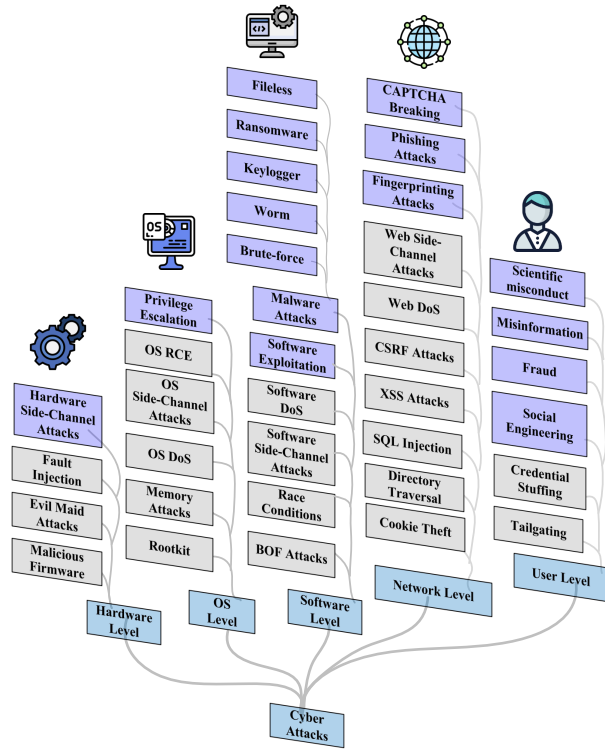 OS
Hardware
Side-Channel
Attacks
Fault
Injection
Evil Maid
Attacks
Malicious
Firmware
Hardware
Level
Privilege
Escalation
OS RCE
OS
Side-Channel
Attacks
OS DoS
Memory
Attacks
Rootkit
OS
Level
Fileless
Ransomware
Keylogger
Worm
Brute-force
Malware
Attacks
Software
Exploitation
Software
DoS
Software
Side-Channel
Attacks
Race
Conditions
BOF Attacks
Software
Level
CAPTCHA
Breaking
Phishing
Attacks
Fingerprinting
Attacks
Web Side-
Channel
Attacks
Web DoS
CSRF Attacks
XSS Attacks
SQL Injection
Directory
Traversal
Cookie Theft
Network Level
Scientific
misconduct
Misinformation
Fraud
Social
Engineering
Credential
Stuffing
Tailgating
User Level
Cyber
Attacks